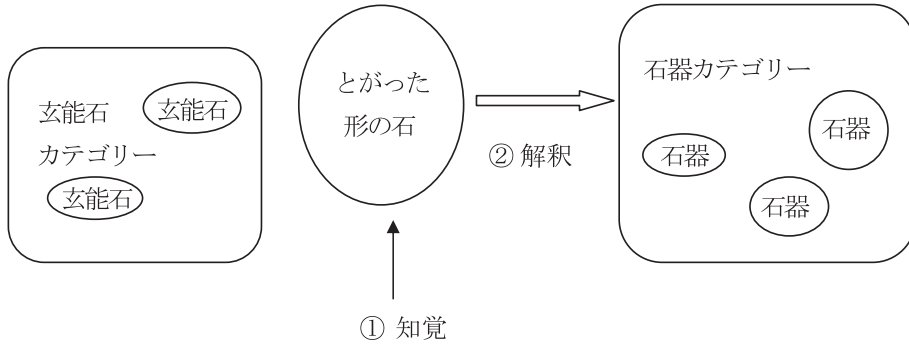 玄能石
玄能石
カテゴリー
玄能石
とがった
形の石
② 解釈
① 知覚
石器カテゴリー
石器
石器
石器